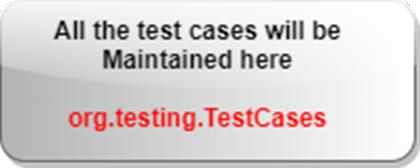 All the test cases will be
Maintained here
org.testing.TestCases